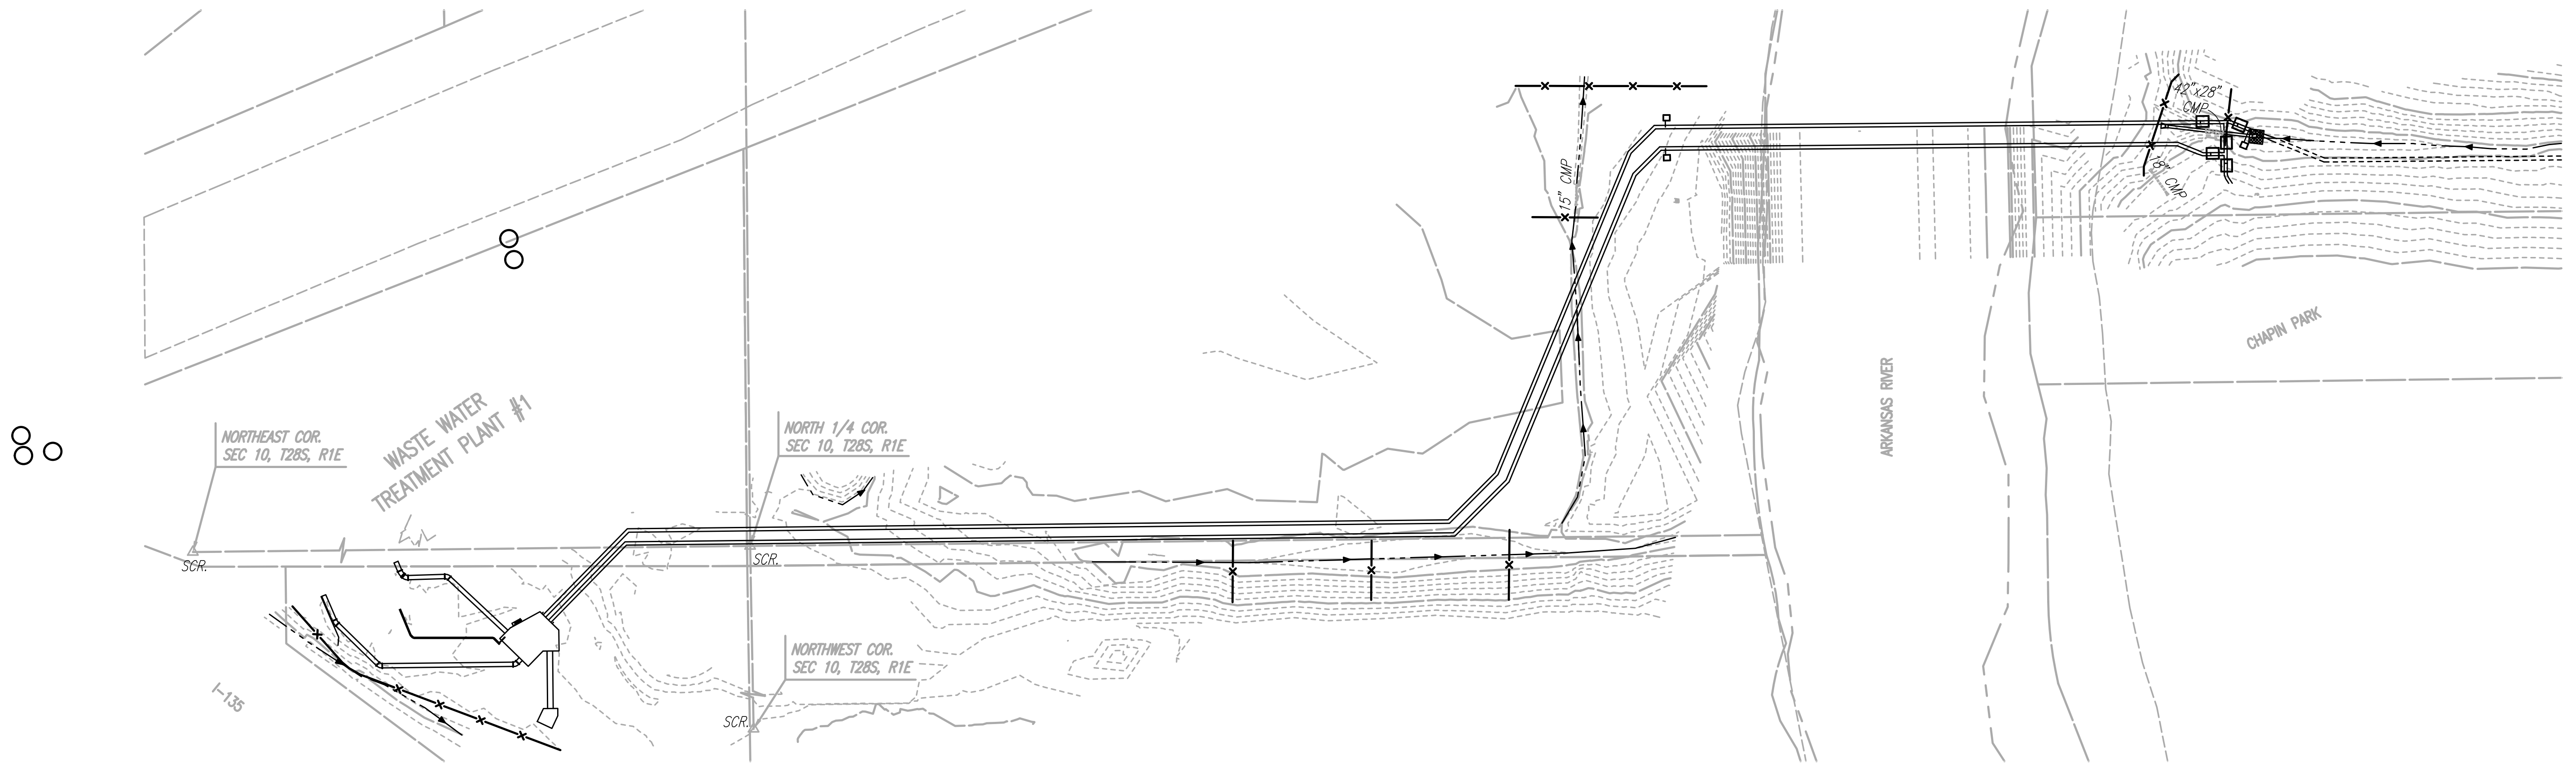 42"x28"
CMP
15" CMP
18" CMP
CHAPIN PARK
ARKANSAS RIVER
WASTE WATER
TREATMENT PLANT #1
NORTHEAST COR.
SEC 10, T28S, R1E
NORTH 1/4 COR.
SEC 10, T28S, R1E
SCR.
SCR.
NORTHWEST COR.
SEC 10, T28S, R1E
I-135
SCR.